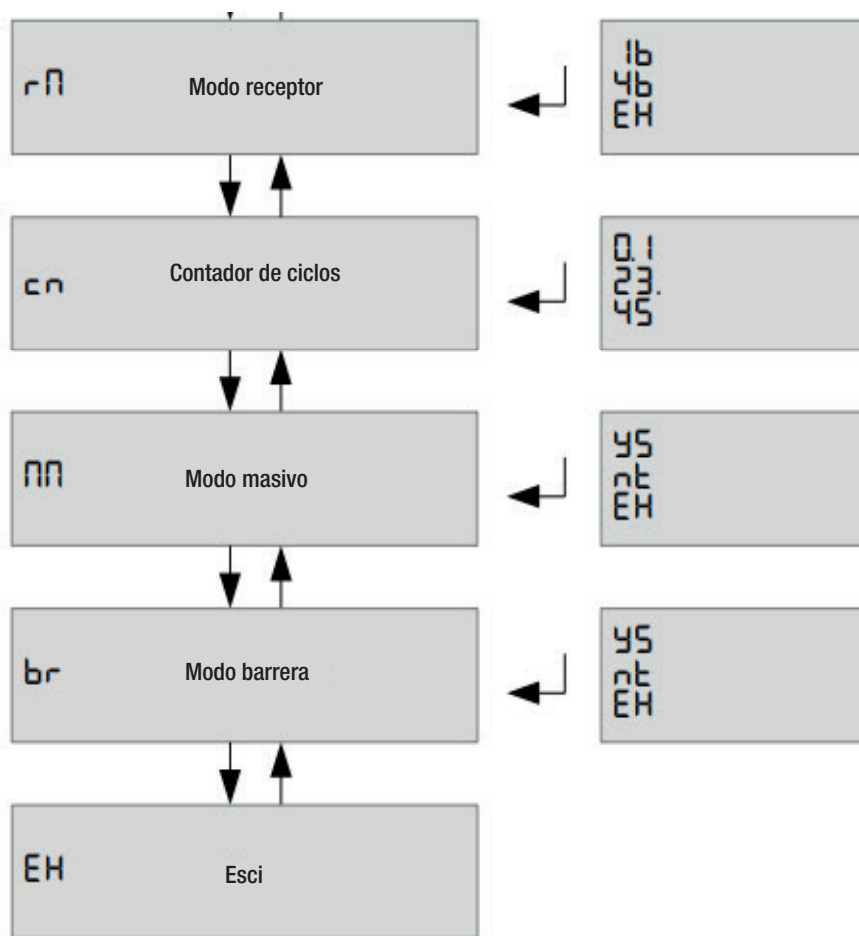 rM Modo receptor
1b
4b
EH
cn Contador de ciclos
0.1
23.
45
MM Modo masivo
YS
nt
EH
br Modo barrera
YS
nt
EH
EH Esci